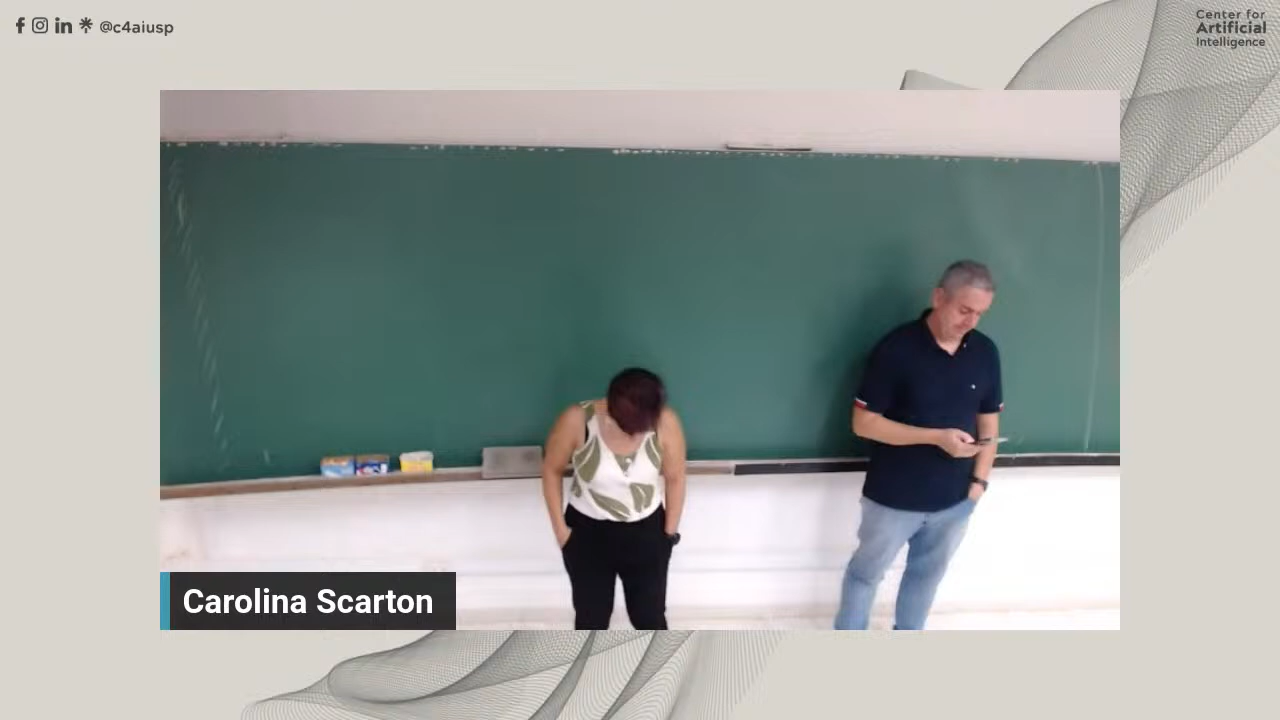 @c4aiusp
Center for
Artificial
Intelligence
Carolina Scarton